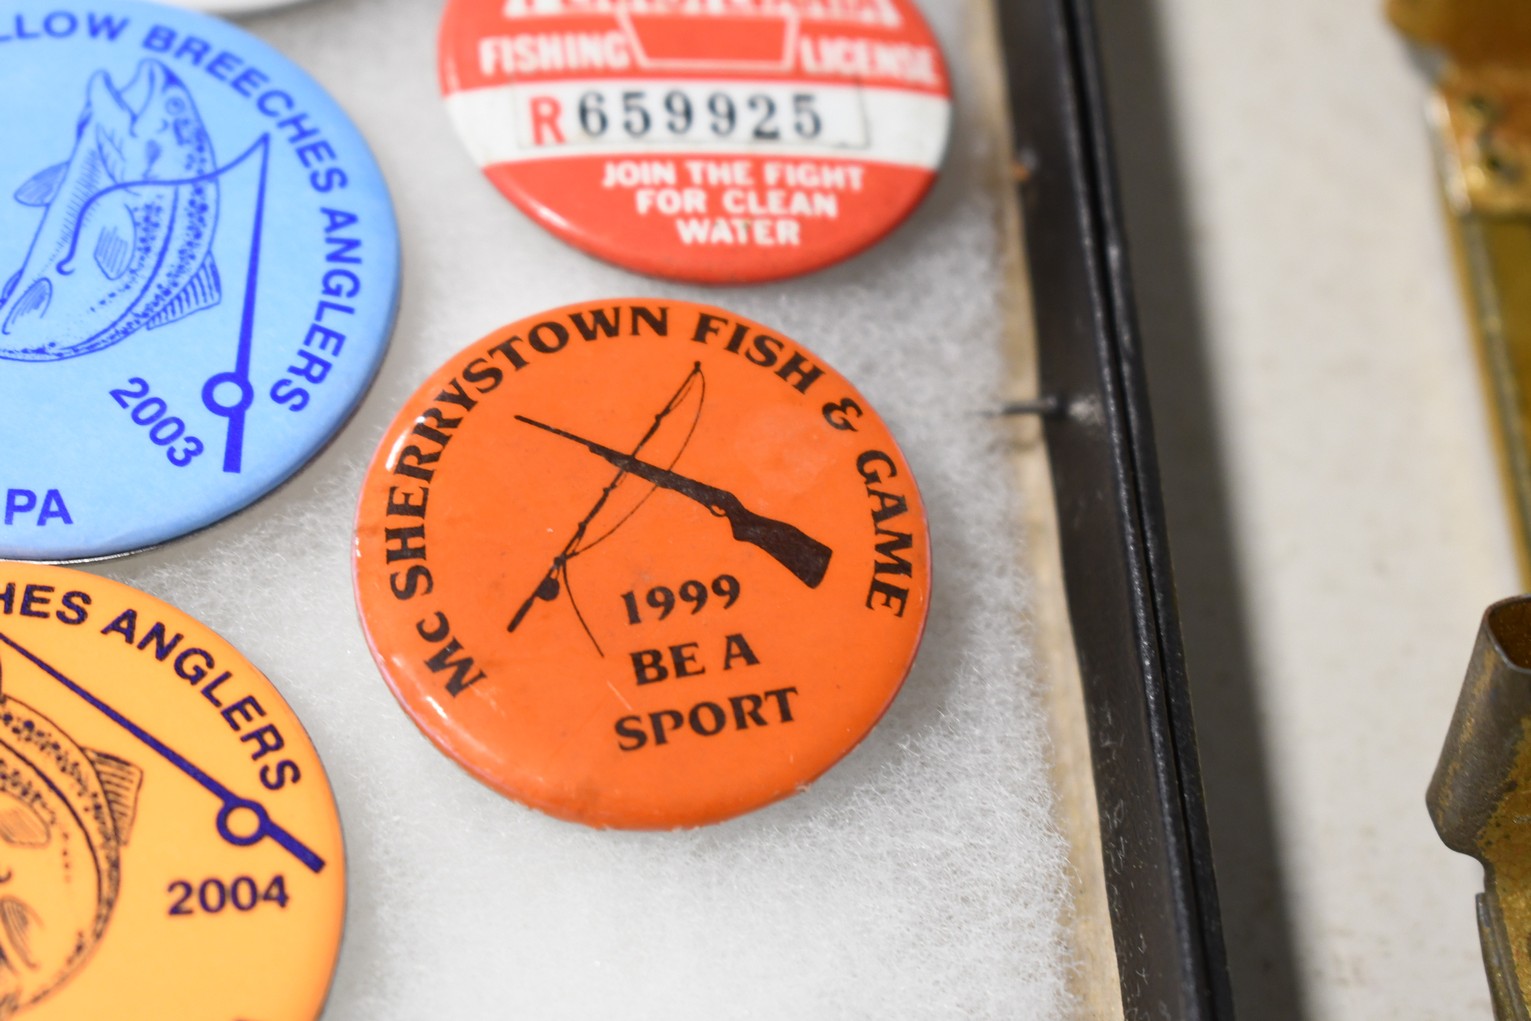 LLOW BREECHES ANGLERS
2003
PA
FISHING LICENSE
R659925
JOIN THE FIGHT
FOR CLEAN
WATER
Mc SHERRYSTOWN FISH & GAME
1999
BE A
SPORT
HES ANGLERS
2004